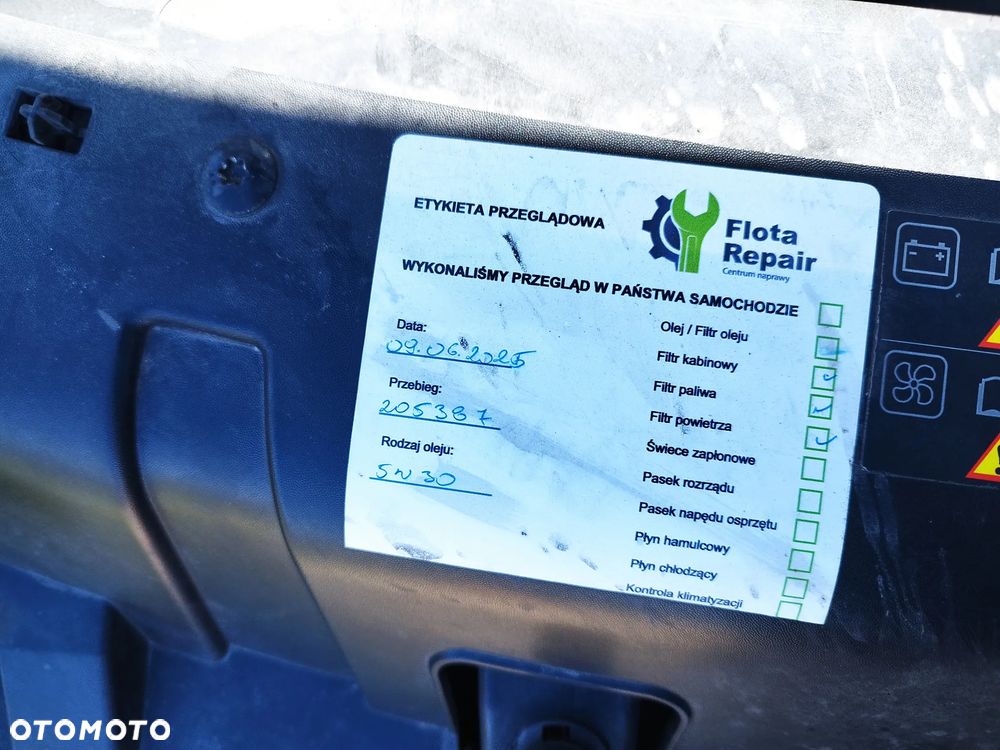 ETYKIETA PRZEGLĄDOWA
Flota
Repair
Centrum naprawy
WYKONALIŚMY PRZEGLĄD W PAŃSTWA SAMOCHODZIE
Data:
09.06.2025
Przebieg:
205387
Rodzaj oleju:
5W30
Olej / Filtr oleju
Filtr kabinowy
Filtr paliwa
Filtr powietrza
Świece zapłonowe
Pasek rozrządu
Pasek napędu osprzętu
Płyn hamulcowy
Płyn chłodzący
Kontrola klimatyzacji
OTOMOTO